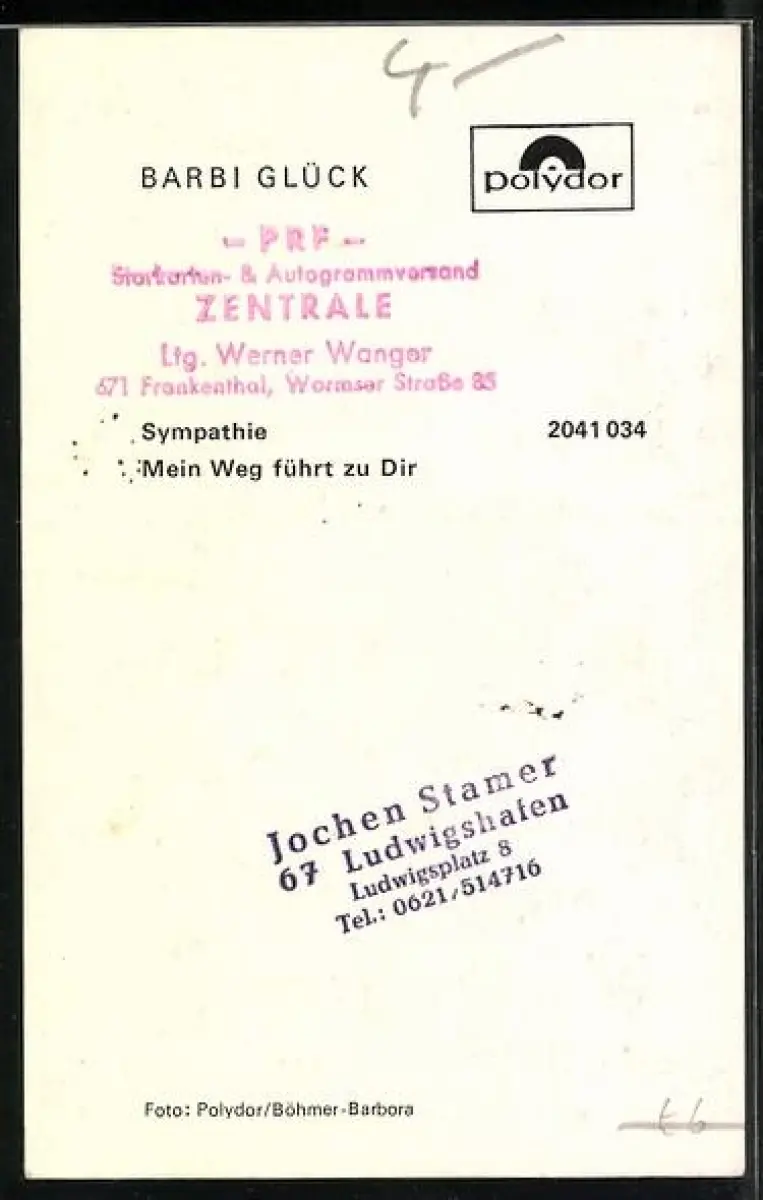 4 —
BARBI GLÜCK
polydor
- PRF -
Starkarten- & Autogrammversand
ZENTRALE
Ltg. Werner Wanger
671 Frankenthal, Wormser Straße 85
Sympathie 2041 034
Mein Weg führt zu Dir
Jochen Stamer
67 Ludwigshafen
Ludwigsplatz 8
Tel.: 0621/514716
Foto: Polydor/Böhmer-Barbora